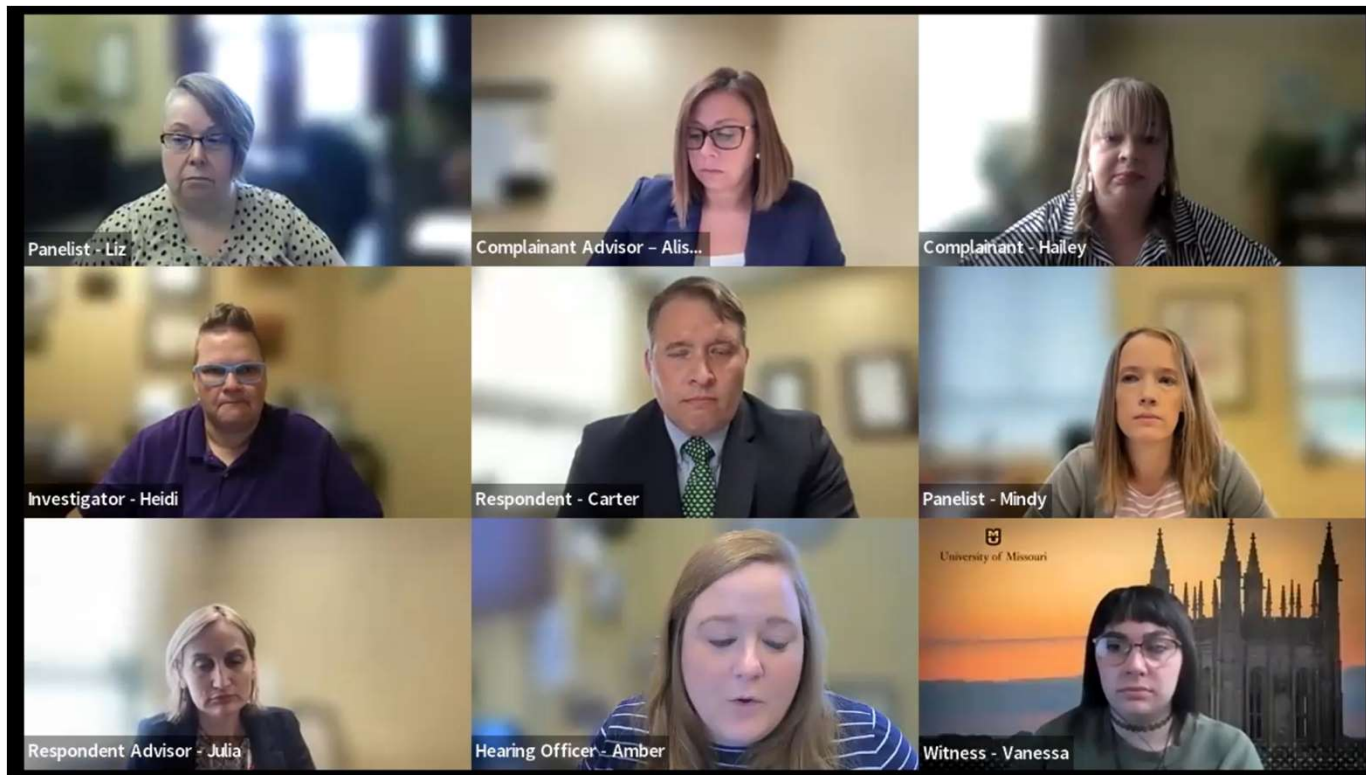 Panelist - Liz
Complainant Advisor – Alis...
Complainant - Hailey
Investigator - Heidi
Respondent - Carter
Panelist - Mindy
University of Missouri
Respondent Advisor - Julia
Hearing Officer - Amber
Witness - Vanessa